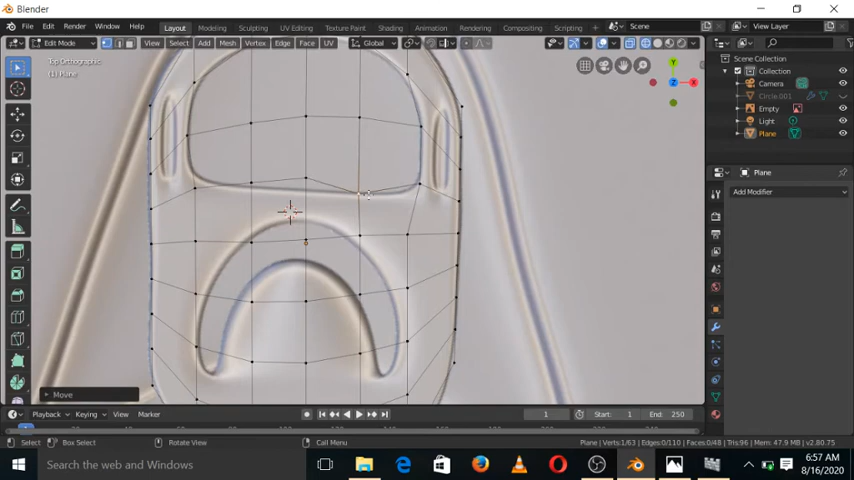 Blender
File Edit Render Window Help Layout Modeling Sculpting UV Editing Texture Paint Shading Animation Rendering Compositing Scripting Scene View Layer
Edit Mode View Select Add Mesh Vertex Edge Face UV Global
Top Orthographic
(1) Plane
Scene Collection
Collection
Camera
Circle.001
Empty
Light
Plane
Plane
Add Modifier
X
Y
Z
Move
Playback Keying View Marker 1 Start: 1 End: 250
Select Box Select Rotate View Call Menu Plane | Verts:1/63 | Edges:0/110 | Faces:0/48 | Tris:96 | Mem: 47.9 MB | v2.80.75
Search the web and Windows
6:57 AM
8/16/2020